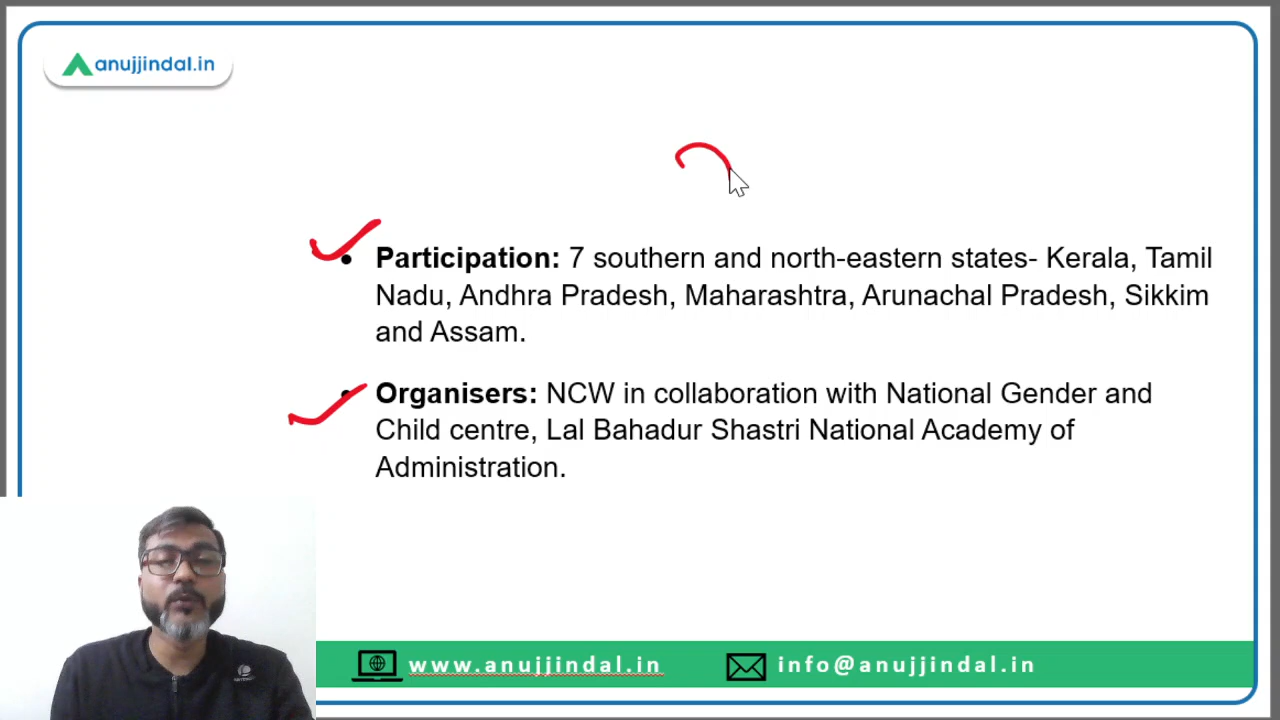 anujjindal.in
Participation: 7 southern and north-eastern states- Kerala, Tamil
Nadu, Andhra Pradesh, Maharashtra, Arunachal Pradesh, Sikkim
and Assam.
Organisers: NCW in collaboration with National Gender and
Child centre, Lal Bahadur Shastri National Academy of
Administration.
www.anujjindal.in
info@anujjindal.in